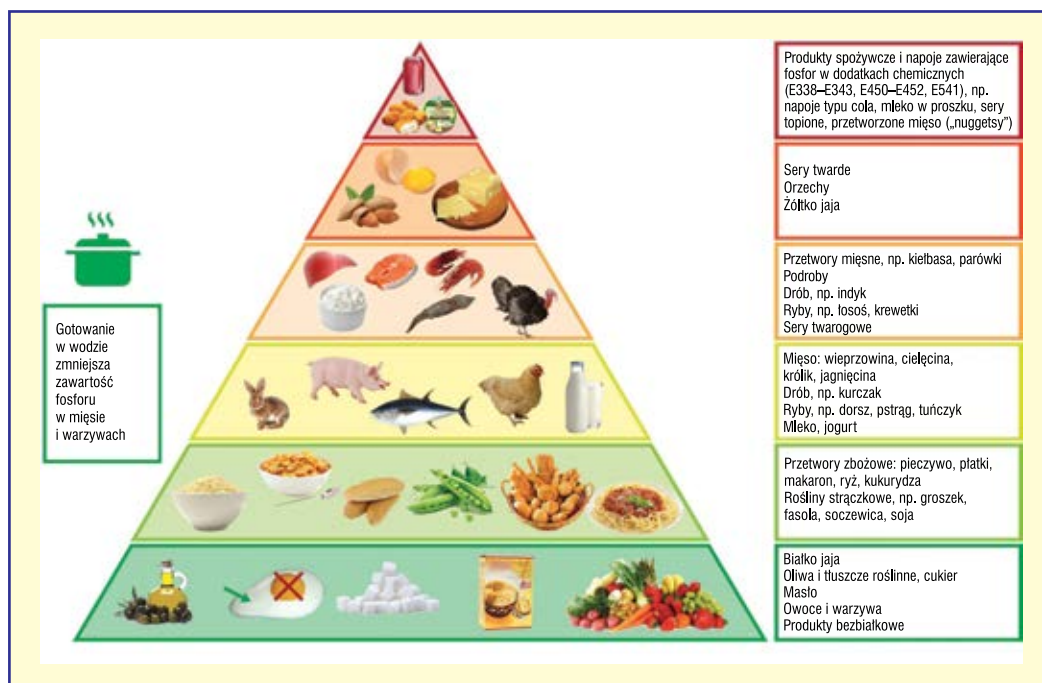 Produkty spożywcze i napoje zawierające
fosfor w dodatkach chemicznych
(E338–E343, E450–E452, E541), np.
napoje typu cola, mleko w proszku, sery
topione, przetworzone mięso („nuggetsy”)
Sery twarde
Orzechy
Żółtko jaja
Przetwory mięsne, np. kiełbasa, parówki
Podroby
Drób, np. indyk
Ryby, np. łosoś, krewetki
Sery twarogowe
Gotowanie
w wodzie
zmniejsza
zawartość
fosforu
w mięsie
i warzywach
Mięso: wieprzowina, cielęcina,
królik, jagnięcina
Drób, np. kurczak
Ryby, np. dorsz, pstrąg, tuńczyk
Mleko, jogurt
Przetwory zbożowe: pieczywo, płatki,
makaron, ryż, kukurydza
Rośliny strączkowe, np. groszek,
fasola, soczewica, soja
Białko jaja
Oliwa i tłuszcze roślinne, cukier
Masło
Owoce i warzywa
Produkty bezbiałkowe